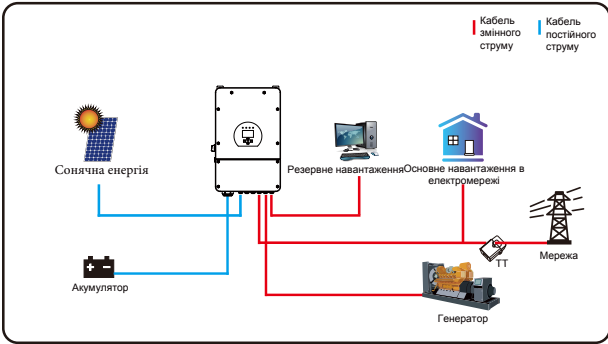 Кабель
змінного
струму
Кабель
постійного
струму
Сонячна енергія
Резервне навантаження
Основне навантаження в
електромережі
ТТ
Мережа
Акумулятор
Генератор